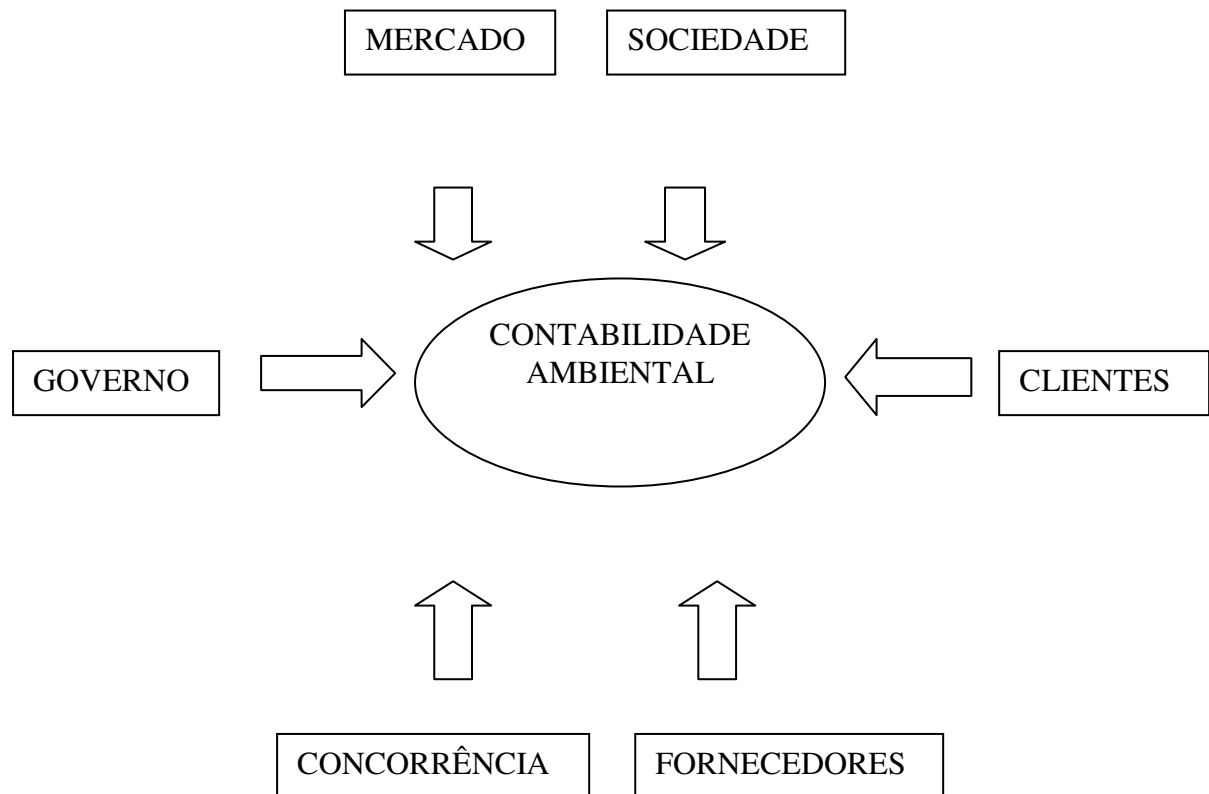 MERCADO
SOCIEDADE
CONTABILIDADE
AMBIENTAL
GOVERNO
CLIENTES
CONCORRÊNCIA
FORNECEDORES